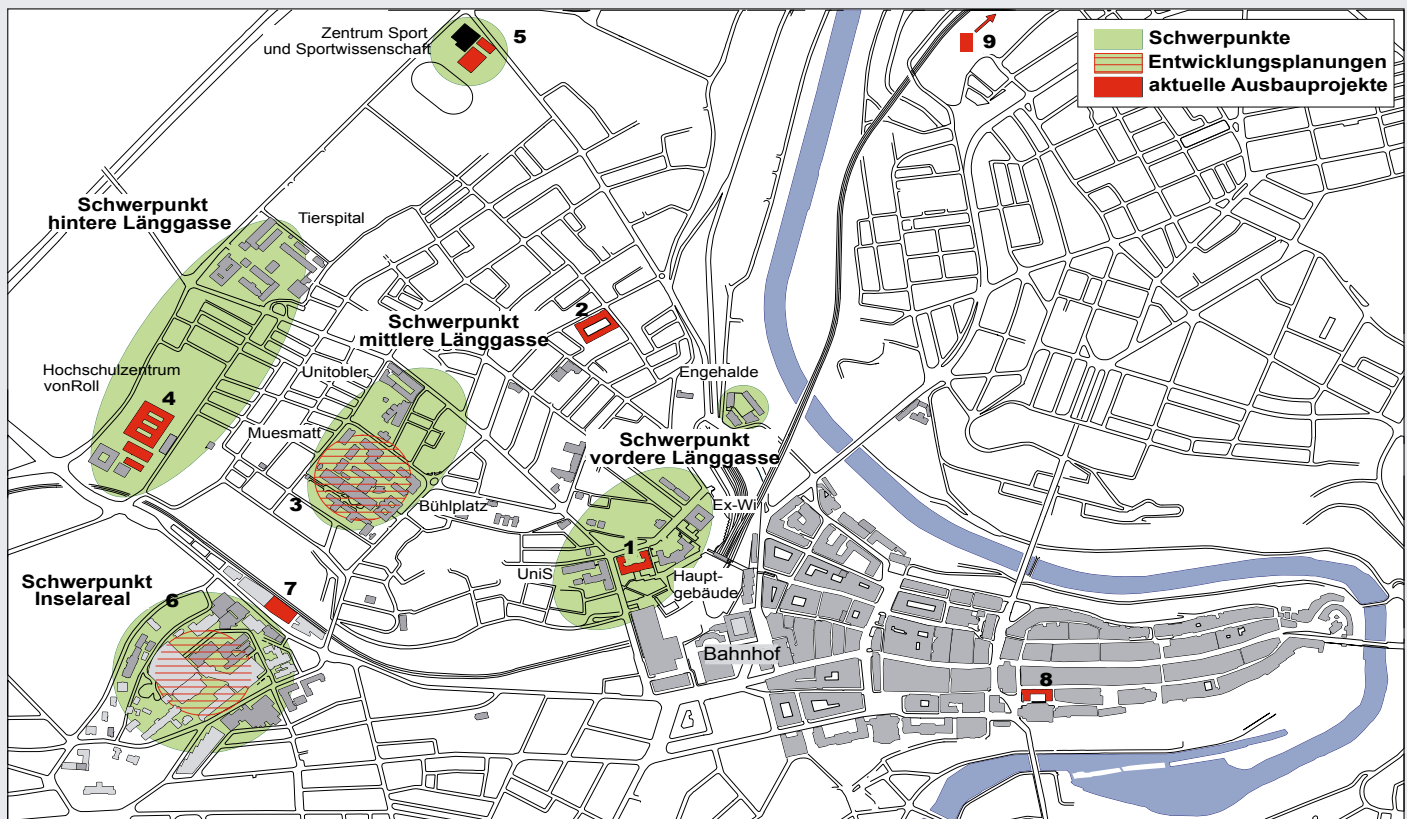 Zentrum Sport
und Sportwissenschaft
5
9
Schwerpunkte
Entwicklungsplanungen
aktuelle Ausbauprojekte
Schwerpunkt
hintere Länggasse
Tierspital
2
Schwerpunkt
mittlere Länggasse
Hochschulzentrum
vonRoll
4
Unitobler
Engehalde
Muesmatt
Schwerpunkt
vordere Länggasse
3
Bühlplatz
Ex-Wi
1
UniS
Haupt-
gebäude
Schwerpunkt
Inselareal
6
7
Bahnhof
8